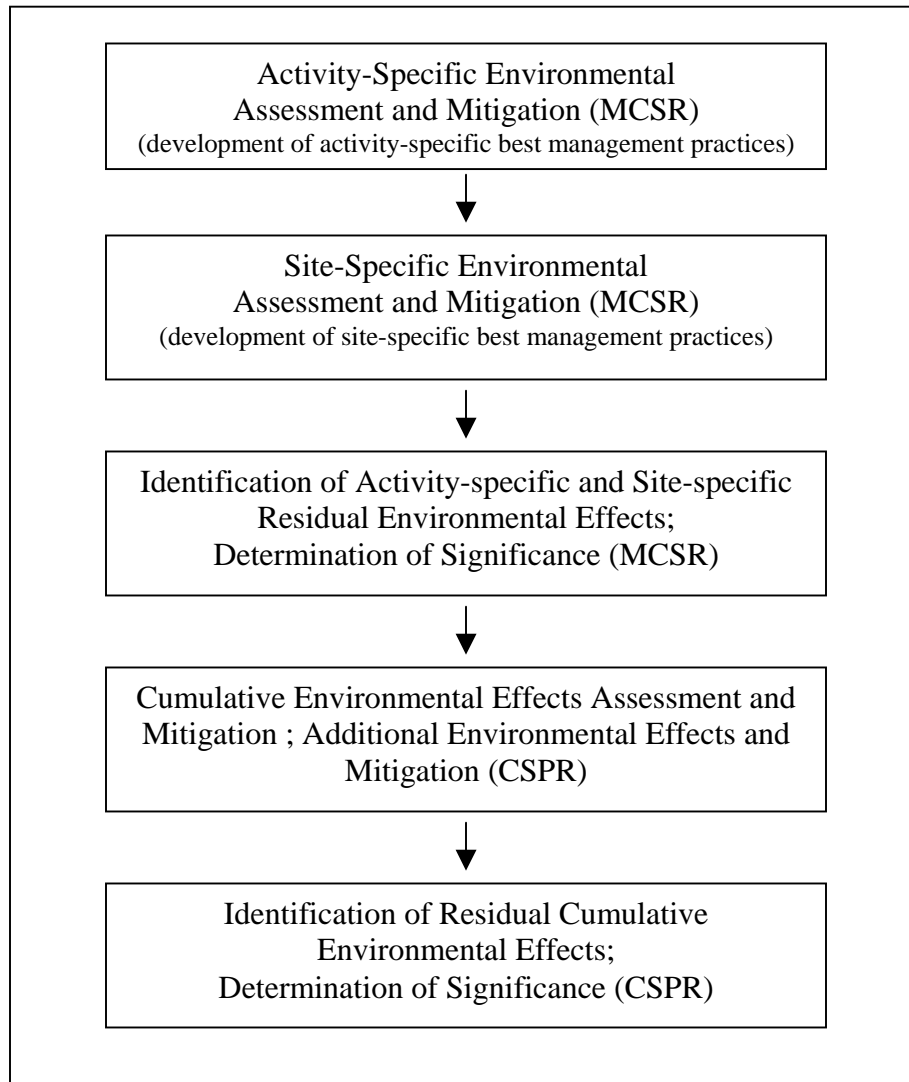 Activity-Specific Environmental
Assessment and Mitigation (MCSR)
(development of activity-specific best management practices)
Site-Specific Environmental
Assessment and Mitigation (MCSR)
(development of site-specific best management practices)
Identification of Activity-specific and Site-specific
Residual Environmental Effects;
Determination of Significance (MCSR)
Cumulative Environmental Effects Assessment and
Mitigation ; Additional Environmental Effects and
Mitigation (CSPR)
Identification of Residual Cumulative
Environmental Effects;
Determination of Significance (CSPR)